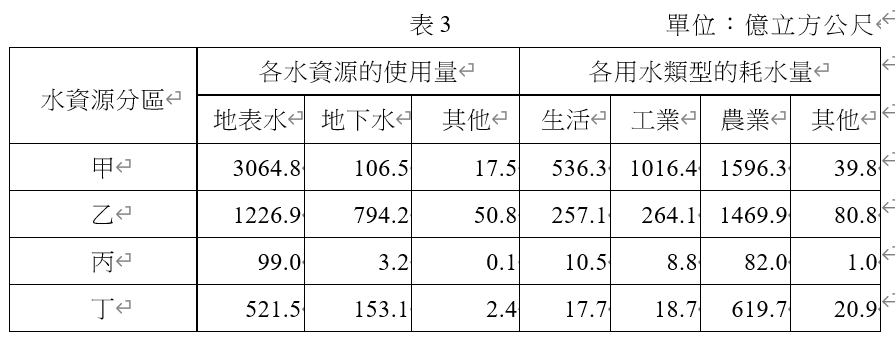 表3 單位：億立方公尺
水資源分區 各水資源的使用量 各用水類型的耗水量
地表水 地下水 其他 生活 工業 農業 其他
甲 3064.8 106.5 17.5 536.3 1016.4 1596.3 39.8
乙 1226.9 794.2 50.8 257.1 264.1 1469.9 80.8
丙 99.0 3.2 0.1 10.5 8.8 82.0 1.0
丁 521.5 153.1 2.4 17.7 18.7 619.7 20.9